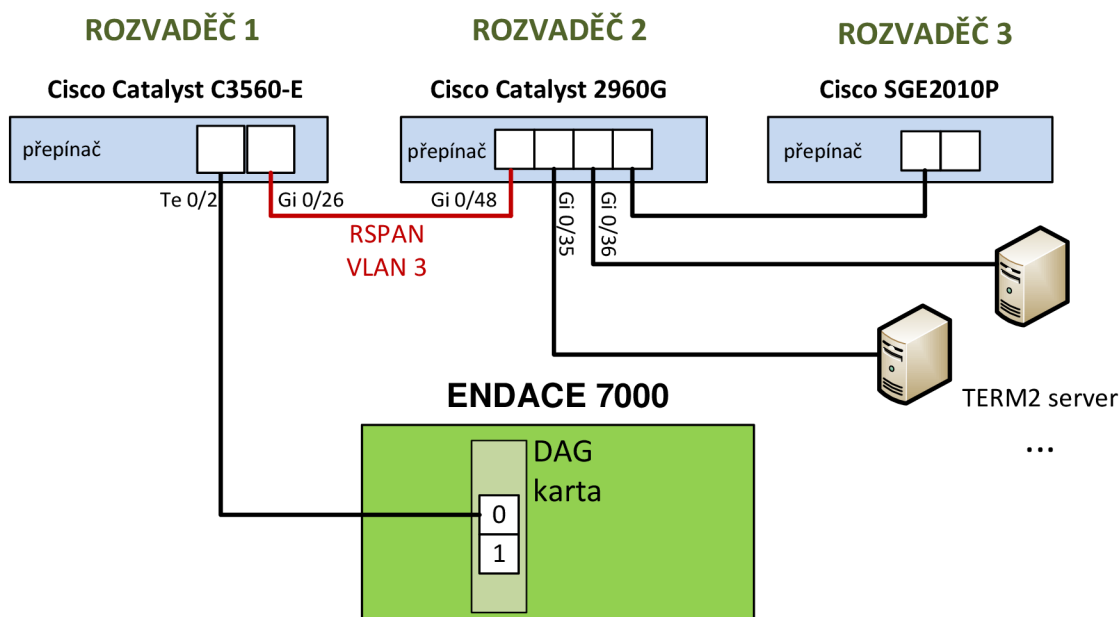 ROZVADĚČ 1
ROZVADĚČ 2
ROZVADĚČ 3
Cisco Catalyst C3560-E
Cisco Catalyst 2960G
Cisco SGE2010P
přepínač
přepínač
přepínač
Te 0/2
Gi 0/26
Gi 0/48
Gi 0/35
Gi 0/36
RSPAN
VLAN 3
ENDACE 7000
TERM2 server
...
DAG
karta
0
1